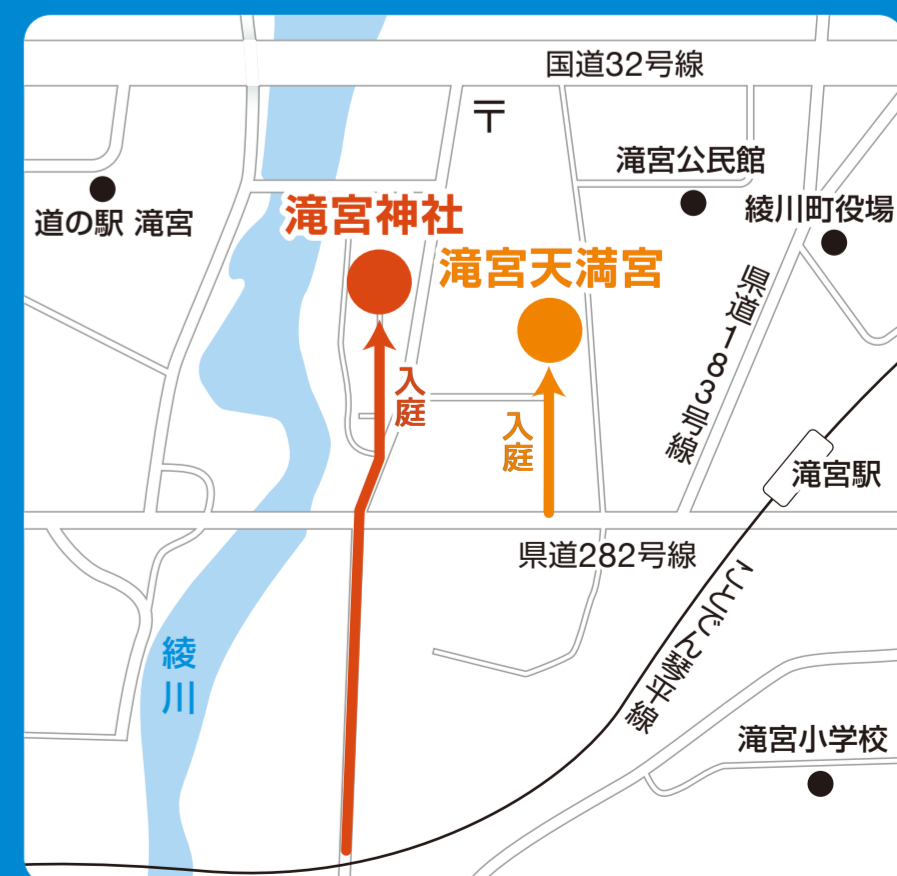 国道32号線
〒
滝宮公民館
道の駅 滝宮
滝宮神社
綾川町役場
滝宮天満宮
県道183号線
入庭
入庭
滝宮駅
県道282号線
ことでん琴平線
綾川
滝宮小学校